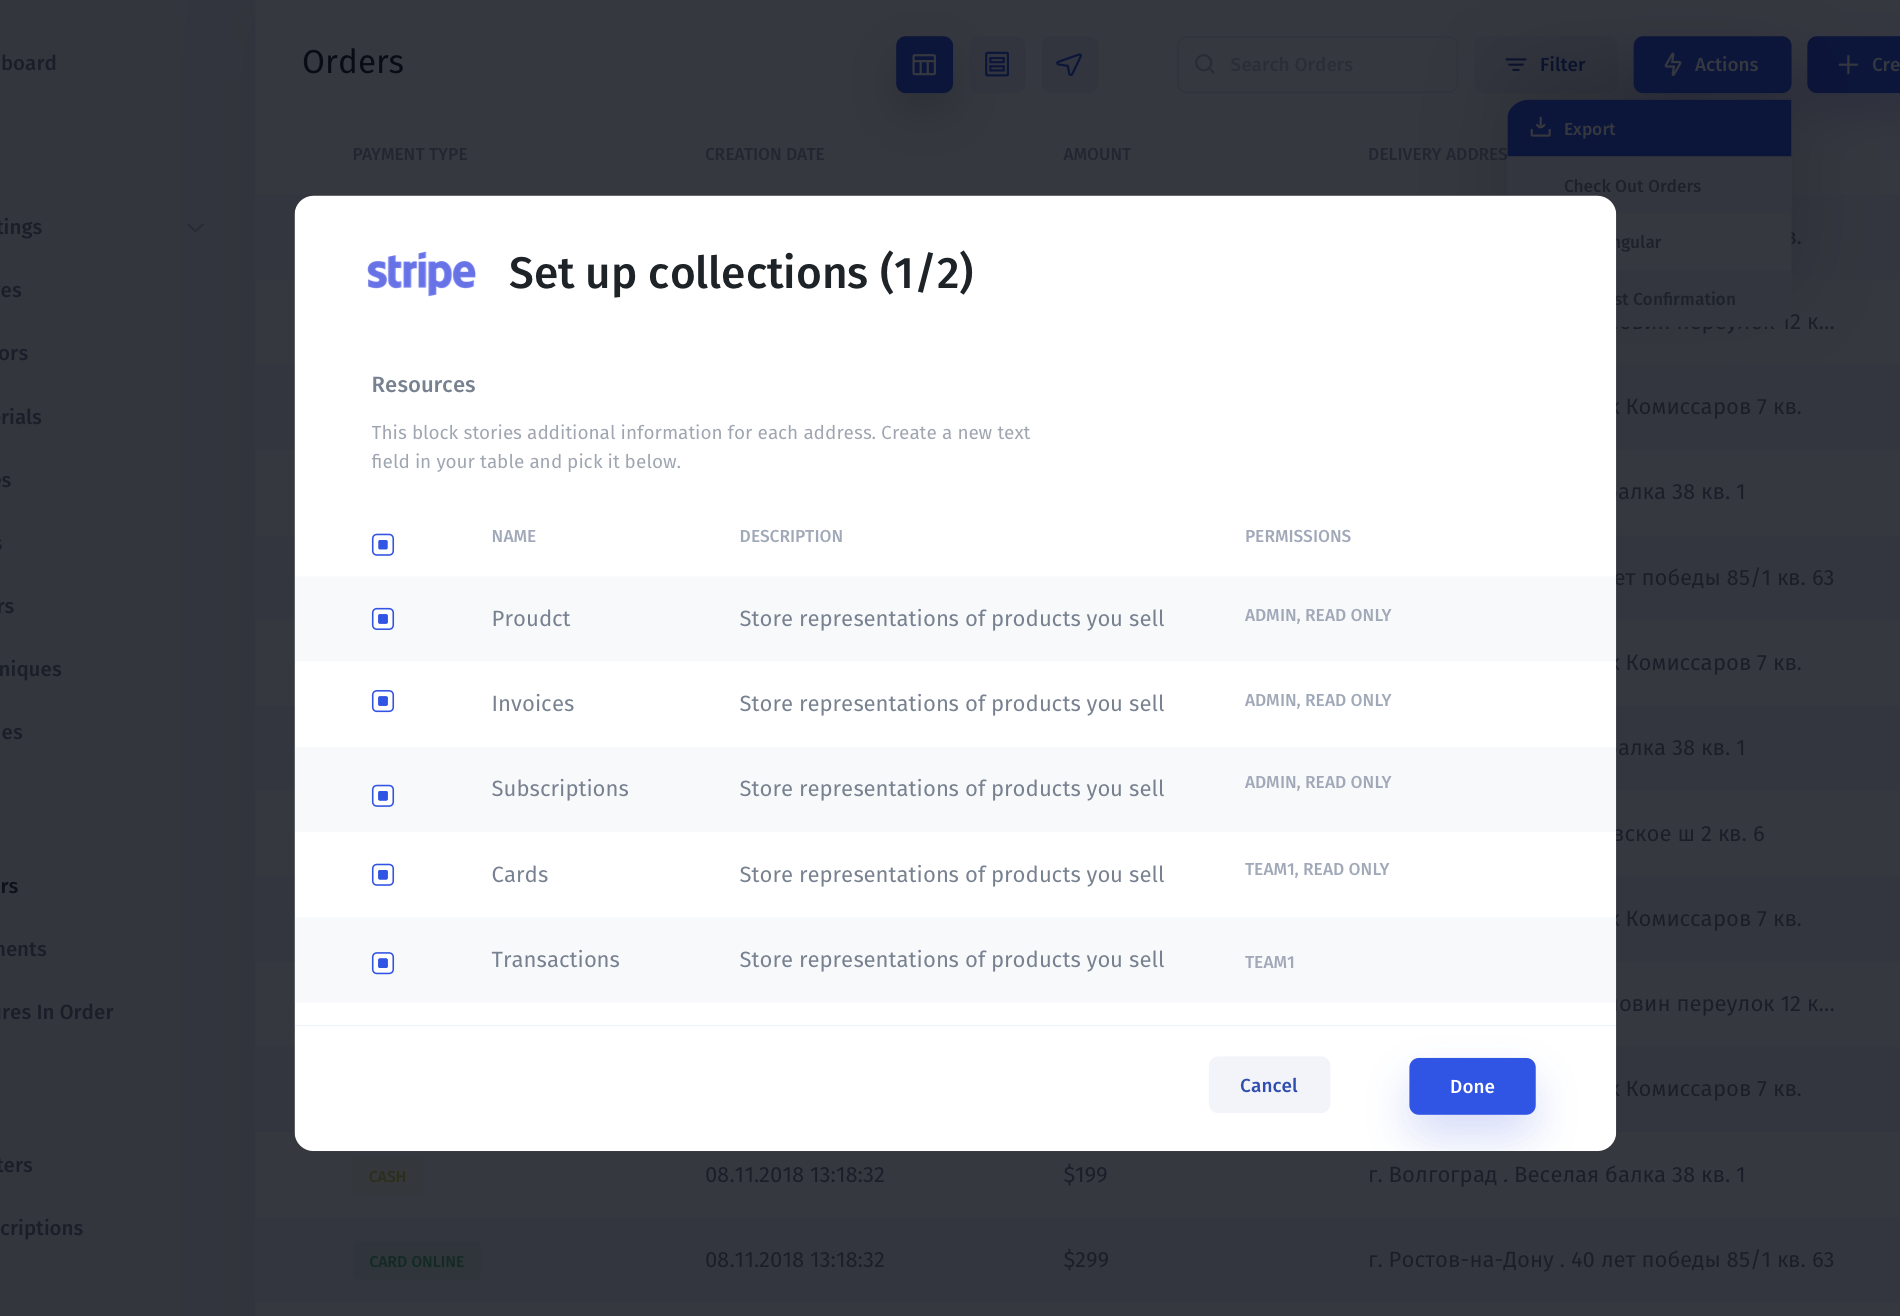 board
Orders
Search Orders
Filter
Actions
Cre
Export
PAYMENT TYPE
CREATION DATE
AMOUNT
DELIVERY ADDRES
Check Out Orders
tings
ngular
в.
es
st Confirmation
12 к...
ors
rials
s
s
rs
niques
es
rs
nents
res In Order
ters
criptions
stripe
Set up collections (1/2)
Resources
This block stories additional information for each address. Create a new text
field in your table and pick it below.
NAME
DESCRIPTION
PERMISSIONS
Proudct
Store representations of products you sell
ADMIN, READ ONLY
Invoices
Store representations of products you sell
ADMIN, READ ONLY
Subscriptions
Store representations of products you sell
ADMIN, READ ONLY
Cards
Store representations of products you sell
TEAM1, READ ONLY
Transactions
Store representations of products you sell
TEAM1
Cancel
Done
Комиссаров 7 кв.
алка 38 кв. 1
ет победы 85/1 кв. 63
Комиссаров 7 кв.
алка 38 кв. 1
вское ш 2 кв. 6
Комиссаров 7 кв.
овин переулок 12 к...
Комиссаров 7 кв.
CASH
08.11.2018 13:18:32
$199
г. Волгоград . Веселая балка 38 кв. 1
CARD ONLINE
08.11.2018 13:18:32
$299
г. Ростов-на-Дону . 40 лет победы 85/1 кв. 63